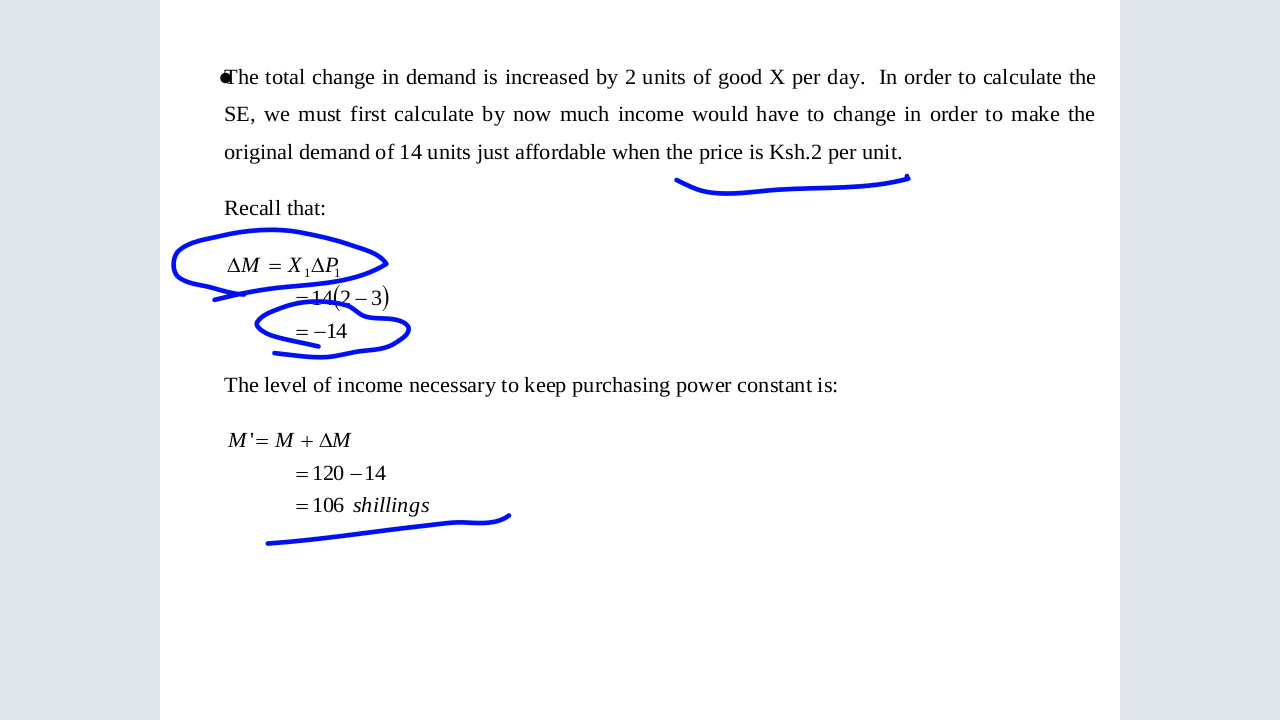 ●The total change in demand is increased by 2 units of good X per day. In order to calculate the
SE, we must first calculate by now much income would have to change in order to make the
original demand of 14 units just affordable when the price is Ksh.2 per unit.
Recall that:
ΔM = X₁ΔP₁
= 14(2 – 3)
= –14
The level of income necessary to keep purchasing power constant is:
M' = M + ΔM
= 120 – 14
= 106 shillings